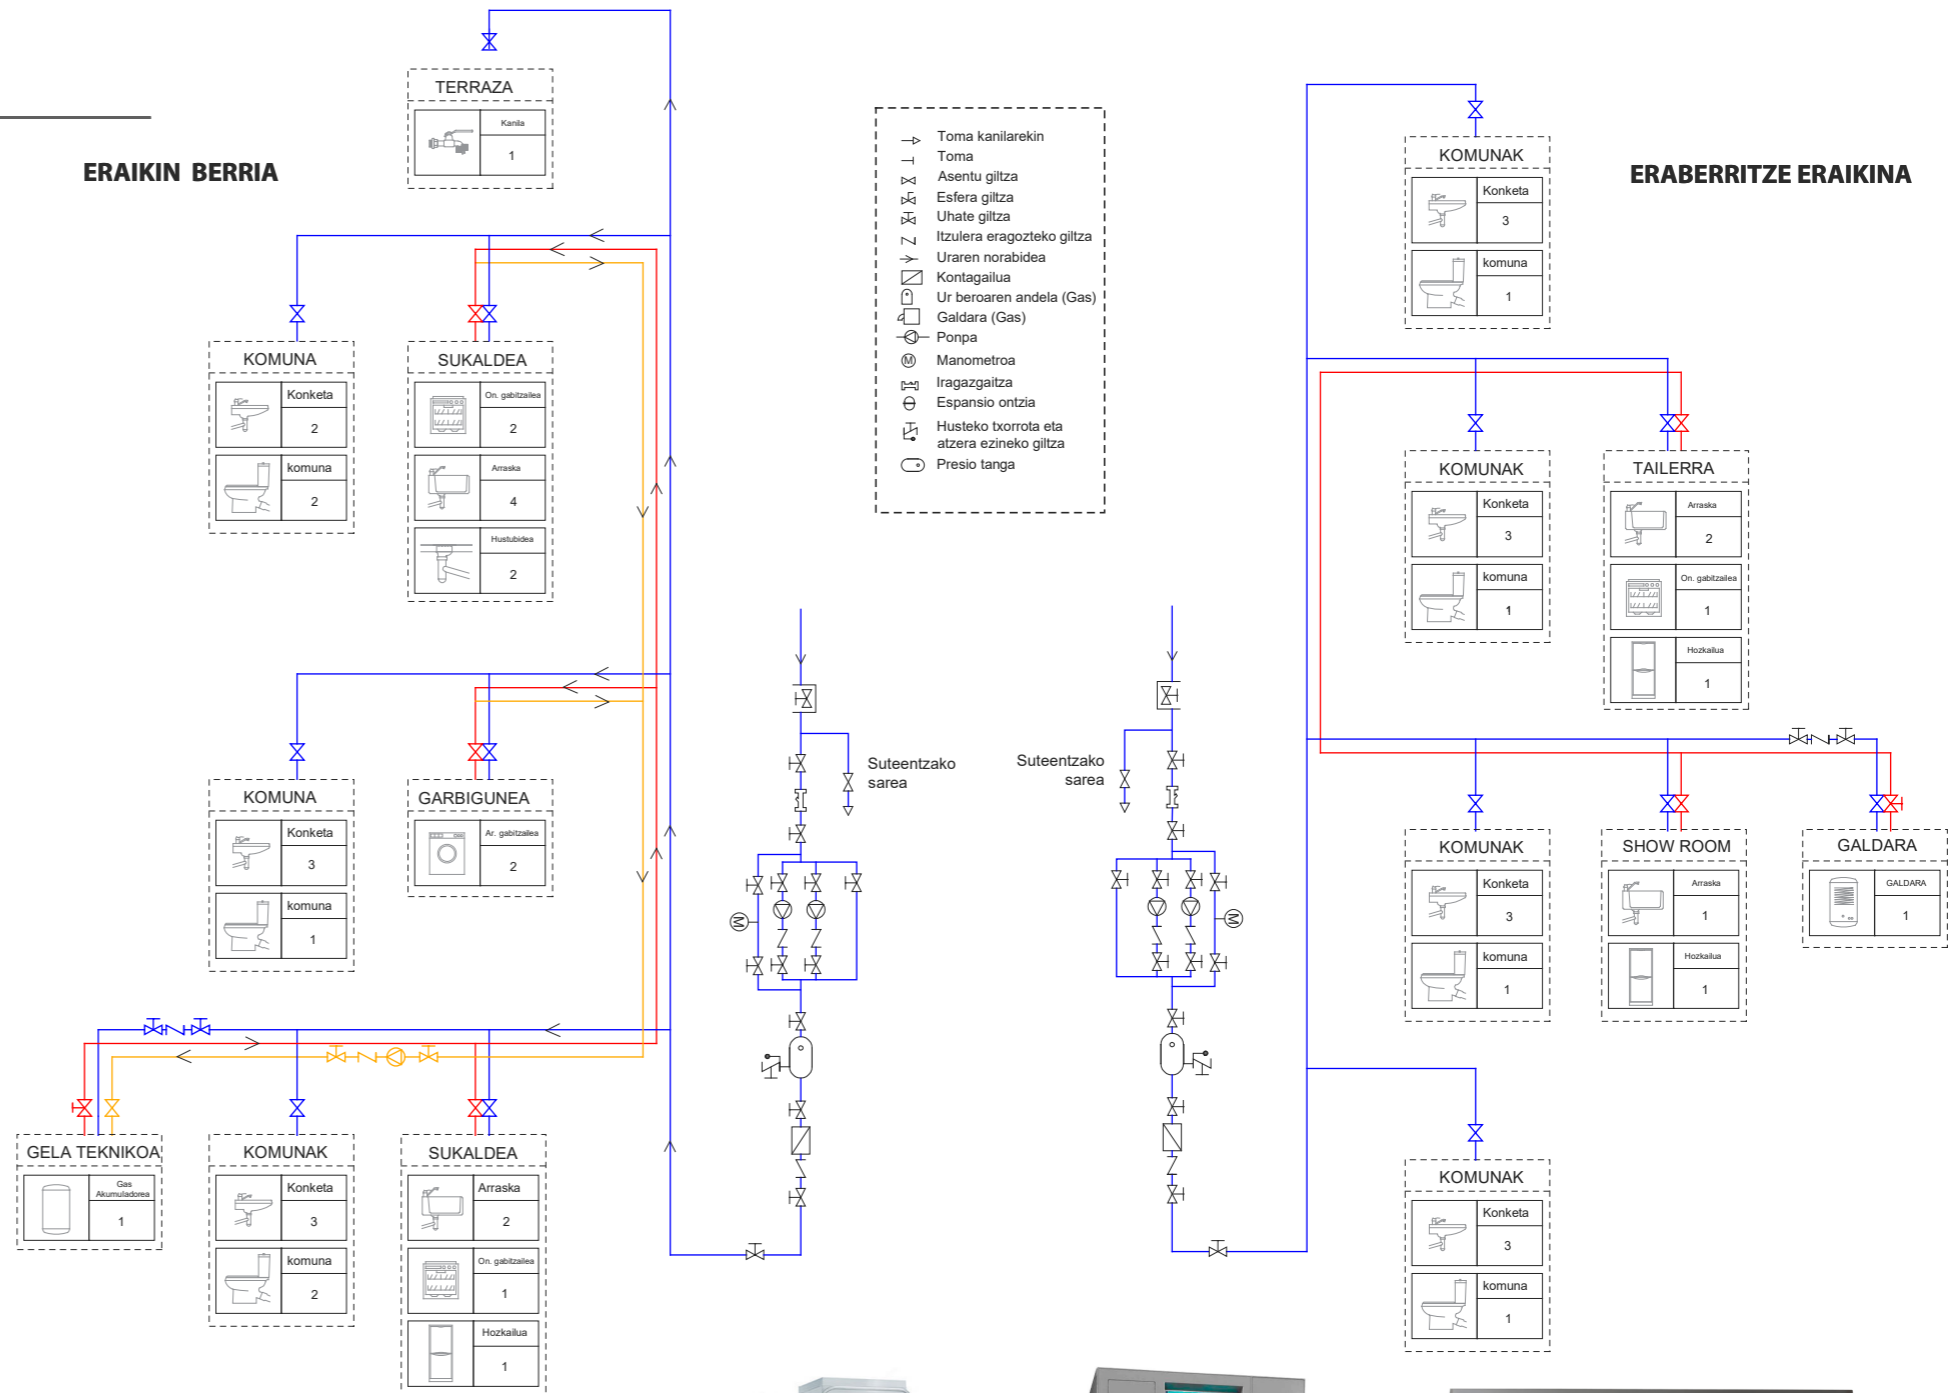 ERAIKIN BERRIA
TERRAZA
Kanila
1
KOMUNA
Konketa
2
komuna
2
SUKALDEA
On. gabitzailea
2
Arraska
4
Hustubidea
2
KOMUNA
Konketa
3
komuna
1
GARBIGUNEA
Ar. gabitzailea
2
GELA TEKNIKOA
Gas
Akumuladorea
1
KOMUNAK
Konketa
3
komuna
2
SUKALDEA
Arraska
2
On. gabitzailea
1
Hozkailua
1
Toma kanilarekin
Toma
Asentu giltza
Esfera giltza
Uhate giltza
Itzulera eragozteko giltza
Uraren norabidea
Kontagailua
Ur beroaren andela (Gas)
Galdara (Gas)
Ponpa
M Manometroa
Iragazgaitza
Espansio ontzia
Husteko txorrota eta
atzera ezineko giltza
Presio tanga
Suteentzako
sarea
M
Suteentzako
sarea
M
ERABERRITZE ERAIKINA
KOMUNAK
Konketa
3
komuna
1
KOMUNAK
Konketa
3
komuna
1
TAILERRA
Arraska
2
On. gabitzailea
1
Hozkailua
1
KOMUNAK
Konketa
3
komuna
1
SHOW ROOM
Arraska
1
Hozkailua
1
GALDARA
GALDARA
1
KOMUNAK
Konketa
3
komuna
1